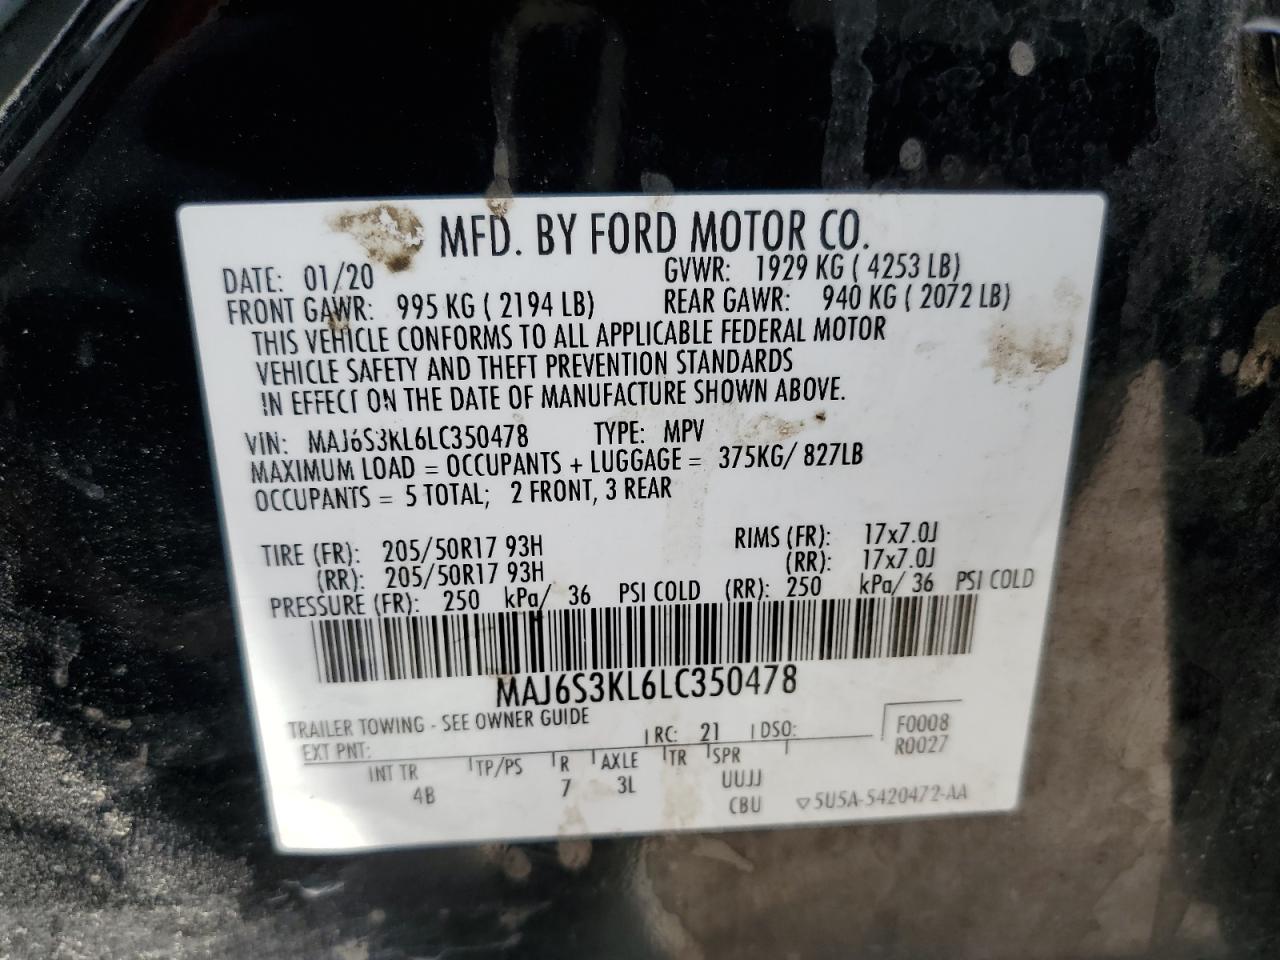 MFD. BY FORD MOTOR CO.
DATE: 01/20 GVWR: 1929 KG ( 4253 LB)
FRONT GAWR: 995 KG ( 2194 LB) REAR GAWR: 940 KG ( 2072 LB)
THIS VEHICLE CONFORMS TO ALL APPLICABLE FEDERAL MOTOR
VEHICLE SAFETY AND THEFT PREVENTION STANDARDS
IN EFFECT ON THE DATE OF MANUFACTURE SHOWN ABOVE.
VIN: MAJ6S3KL6LC350478 TYPE: MPV
MAXIMUM LOAD = OCCUPANTS + LUGGAGE = 375KG/ 827LB
OCCUPANTS = 5 TOTAL; 2 FRONT, 3 REAR
TIRE (FR): 205/50R17 93H RIMS (FR): 17x7.0J
(RR): 205/50R17 93H (RR): 17x7.0J
PRESSURE (FR): 250 kPa/ 36 PSI COLD (RR): 250 kPa/ 36 PSI COLD
MAJ6S3KL6LC350478
TRAILER TOWING - SEE OWNER GUIDE
EXT PNT: RC: 21 DSO: F0008
R0027
INT TR TP/PS R AXLE TR SPR
4B 7 3L UUJJ
CBU ▽5U5A-5420472-AA